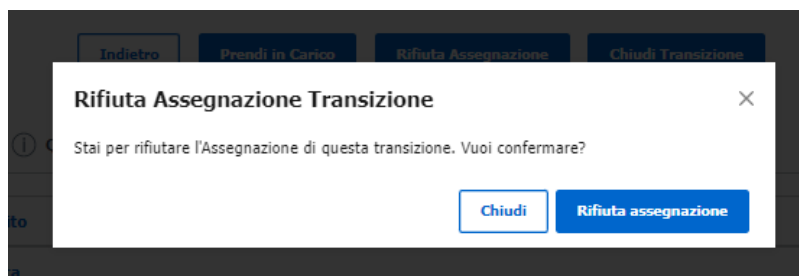 Indietro
Prendi in Carico
Rifiuta Assegnazione
Chiudi Transizione
Rifiuta Assegnazione Transizione
Stai per rifiutare l'Assegnazione di questa transizione. Vuoi confermare?
Chiudi
Rifiuta assegnazione